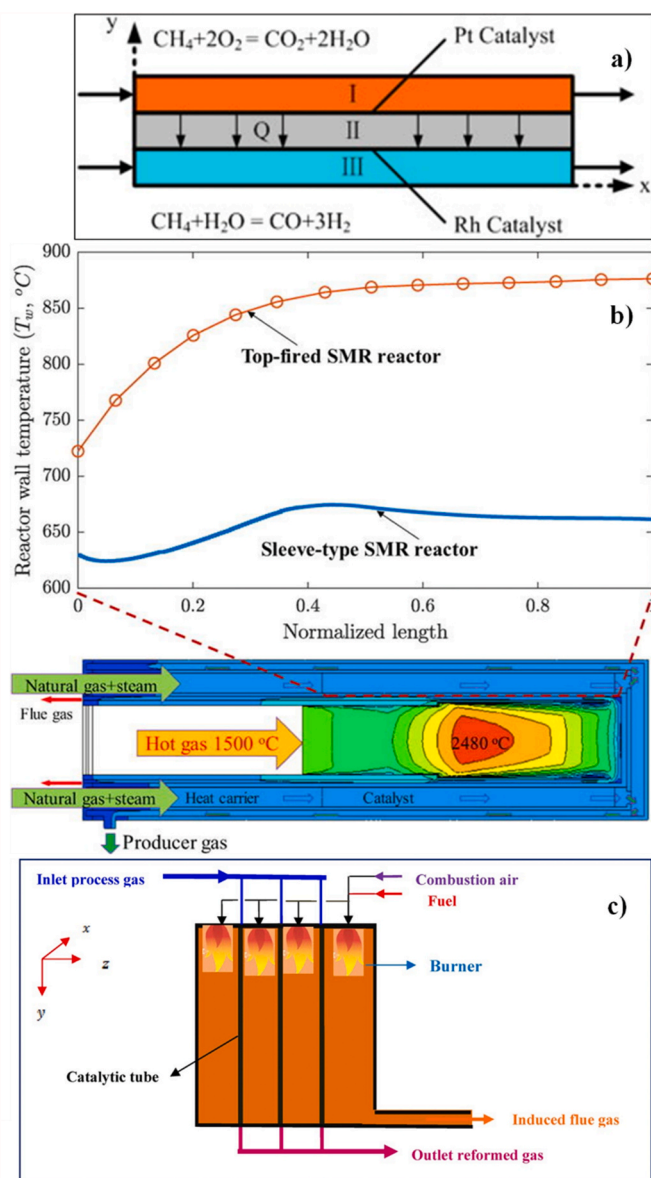 y
CH₄+2O₂ = CO₂+2H₂O
Pt Catalyst
a)
I
Q
II
III
x
CH₄+H₂O = CO+3H₂
Rh Catalyst
900
850
800
750
700
650
600
Reactor wall temperature (T_w, °C)
b)
Top-fired SMR reactor
Sleeve-type SMR reactor
0
0.2
0.4
0.6
0.8
Normalized length
Natural gas+steam
Flue gas
Hot gas 1500 °C
2480 °C
Natural gas+steam
Heat carrier
Catalyst
Producer gas
c)
Inlet process gas
Combustion air
Fuel
x
z
y
Burner
Catalytic tube
Induced flue gas
Outlet reformed gas